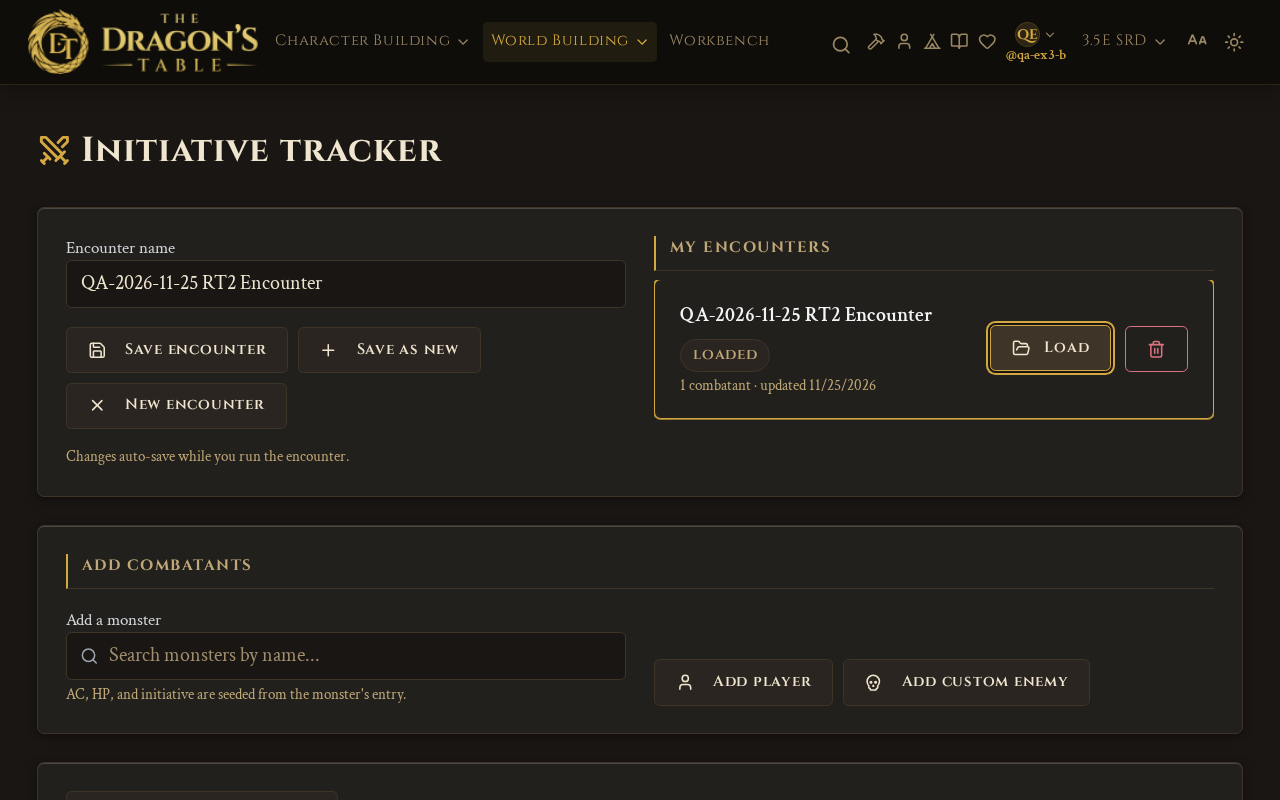 THE
DRAGON'S
TABLE
DT
Character Building
World Building
Workbench
QE
@qa-ex3-b
3.5E SRD
AA
Initiative tracker
Encounter name
QA-2026-11-25 RT2 Encounter
Save encounter
Save as new
New encounter
Changes auto-save while you run the encounter.
MY ENCOUNTERS
QA-2026-11-25 RT2 Encounter
LOADED
1 combatant · updated 11/25/2026
Load
ADD COMBATANTS
Add a monster
Search monsters by name...
AC, HP, and initiative are seeded from the monster's entry.
Add player
Add custom enemy